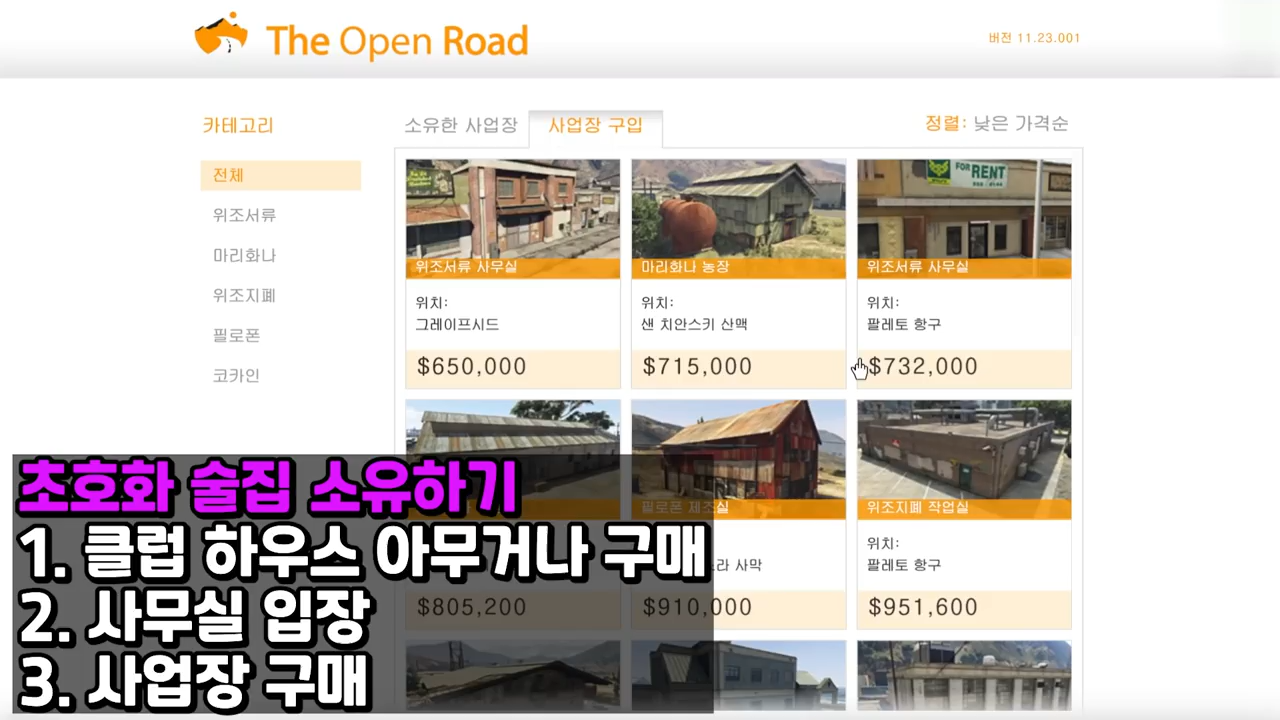 The Open Road
버전 11.23.001
카테고리
전체
위조서류
마리화나
위조지폐
필로폰
코카인
소유한 사업장
사업장 구입
정렬: 낮은 가격순
FOR RENT
위조서류 사무실
위치:
그레이프시드
$650,000
마리화나 농장
위치:
샌 치안스키 산맥
$715,000
위조서류 사무실
위치:
팔레토 항구
$732,000
$805,200
필로폰 제조실
라 사막
$910,000
위조지폐 작업실
위치:
팔레토 항구
$951,600
초호화 술집 소유하기
1. 클럽 하우스 아무거나 구매
2. 사무실 입장
3. 사업장 구매